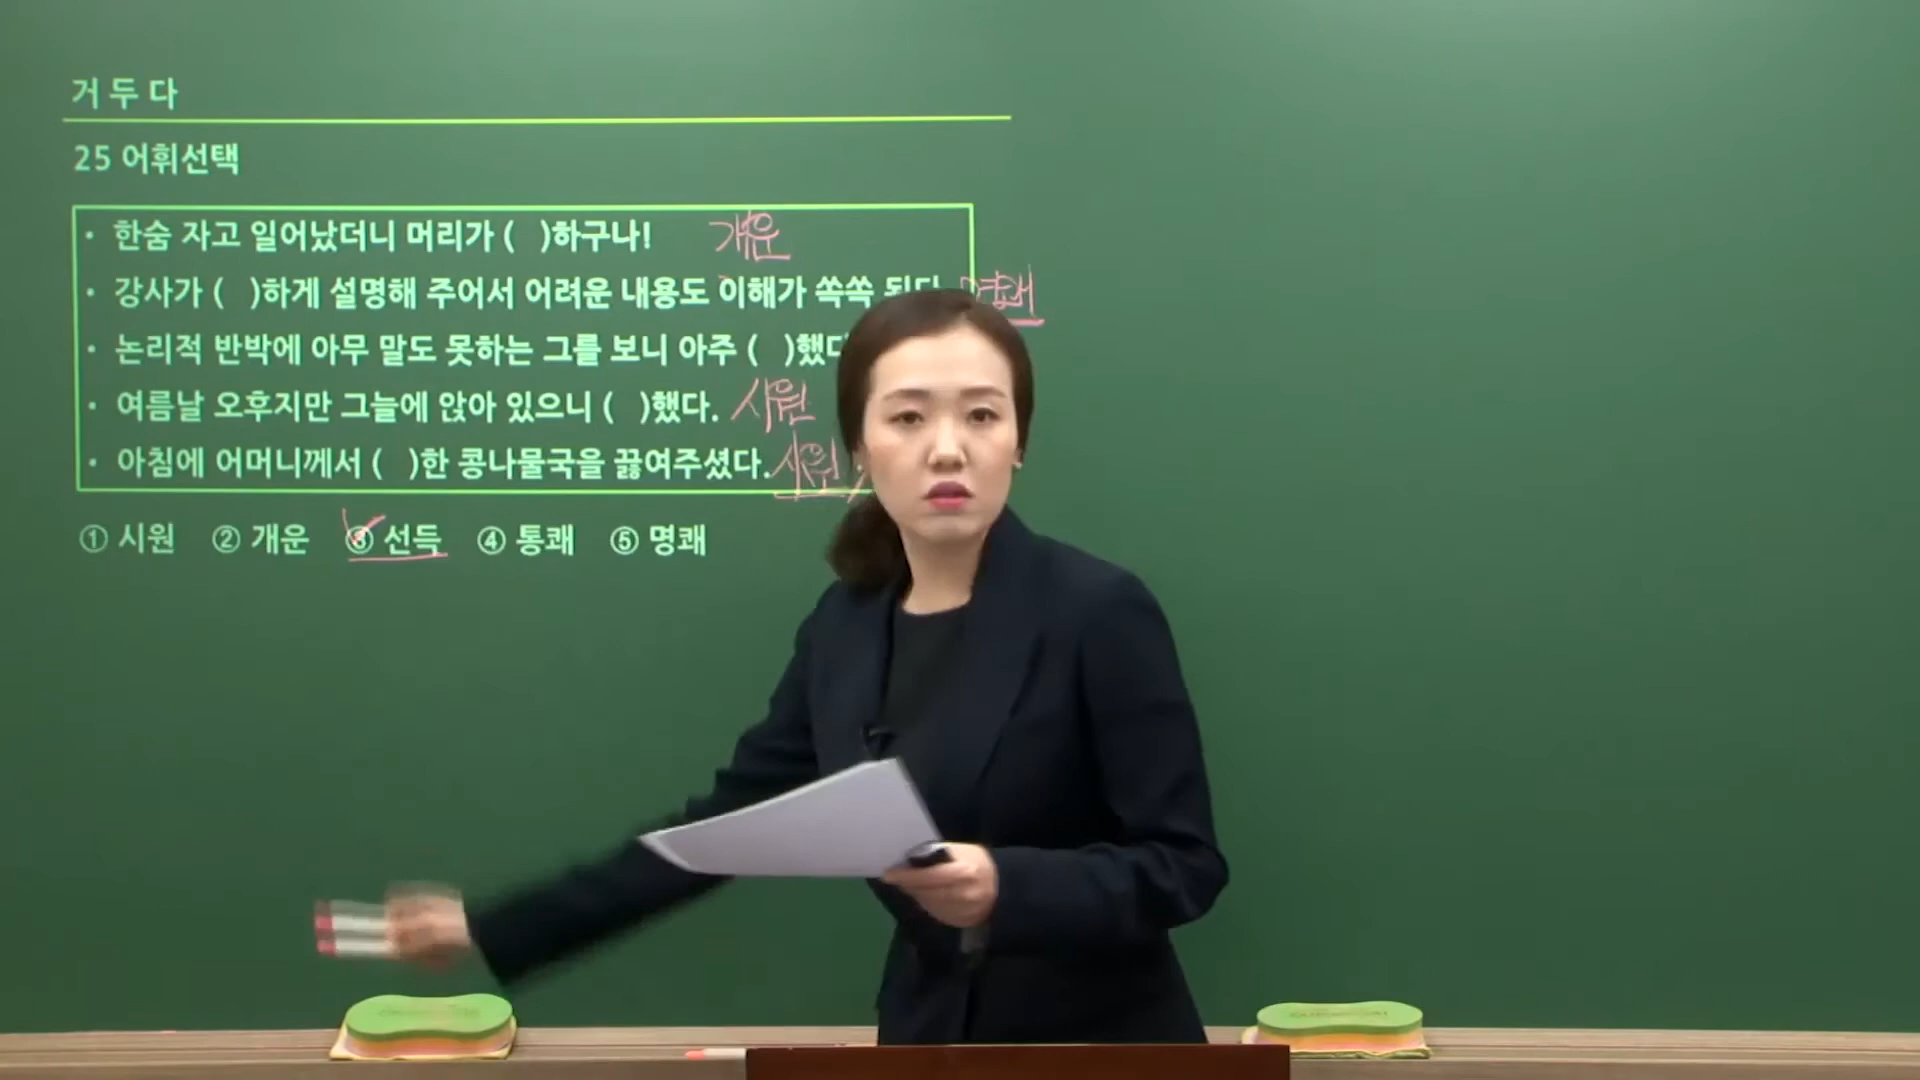 거두다
25 어휘선택
• 한숨 자고 일어났더니 머리가 ( )하구나! 개운
• 강사가 ( )하게 설명해 주어서 어려운 내용도 이해가 쏙쏙 된다 명쾌
• 논리적 반박에 아무 말도 못하는 그를 보니 아주 ( )했다
• 여름날 오후지만 그늘에 앉아 있으니 ( )했다. 시원
• 아침에 어머니께서 ( )한 콩나물국을 끓여주셨다. 시원
① 시원 ② 개운 ③ 선득 ④ 통쾌 ⑤ 명쾌